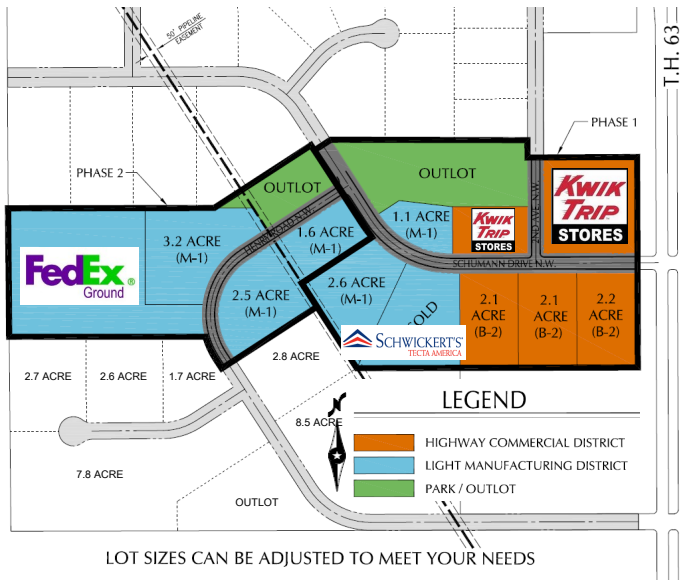 50' PIPELINE
EASEMENT
T.H. 63
PHASE 1
PHASE 2
OUTLOT
OUTLOT
KWIK
TRIP
STORES
KWIK
TRIP
STORES
2ND AVE. N.W.
1.1 ACRE
(M-1)
1.6 ACRE
(M-1)
3.2 ACRE
(M-1)
ROAD N.W.
SCHUMANN DRIVE N.W.
FedEx ®
Ground
2.5 ACRE
(M-1)
2.6 ACRE
(M-1)
OLD
2.1
ACRE
(B-2)
2.1
ACRE
(B-2)
2.2
ACRE
(B-2)
SCHWICKERT'S
TECTA AMERICA
2.8 ACRE
2.7 ACRE
2.6 ACRE
1.7 ACRE
8.5 ACRE
7.8 ACRE
OUTLOT
N
LEGEND
HIGHWAY COMMERCIAL DISTRICT
LIGHT MANUFACTURING DISTRICT
PARK / OUTLOT
LOT SIZES CAN BE ADJUSTED TO MEET YOUR NEEDS